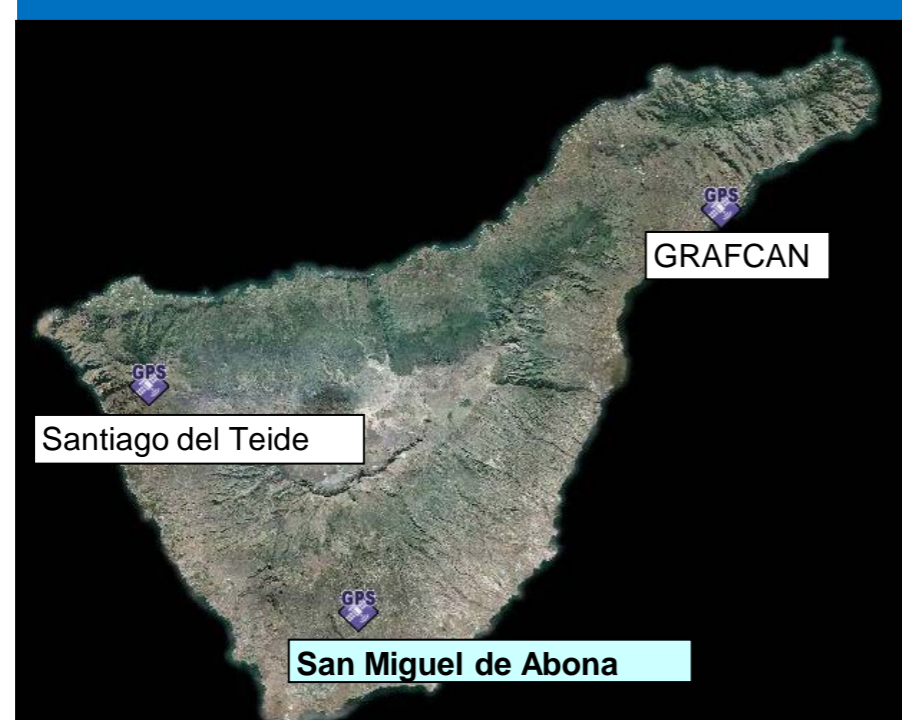 GPS
GRAFCAN
GPS
Santiago del Teide
GPS
San Miguel de Abona